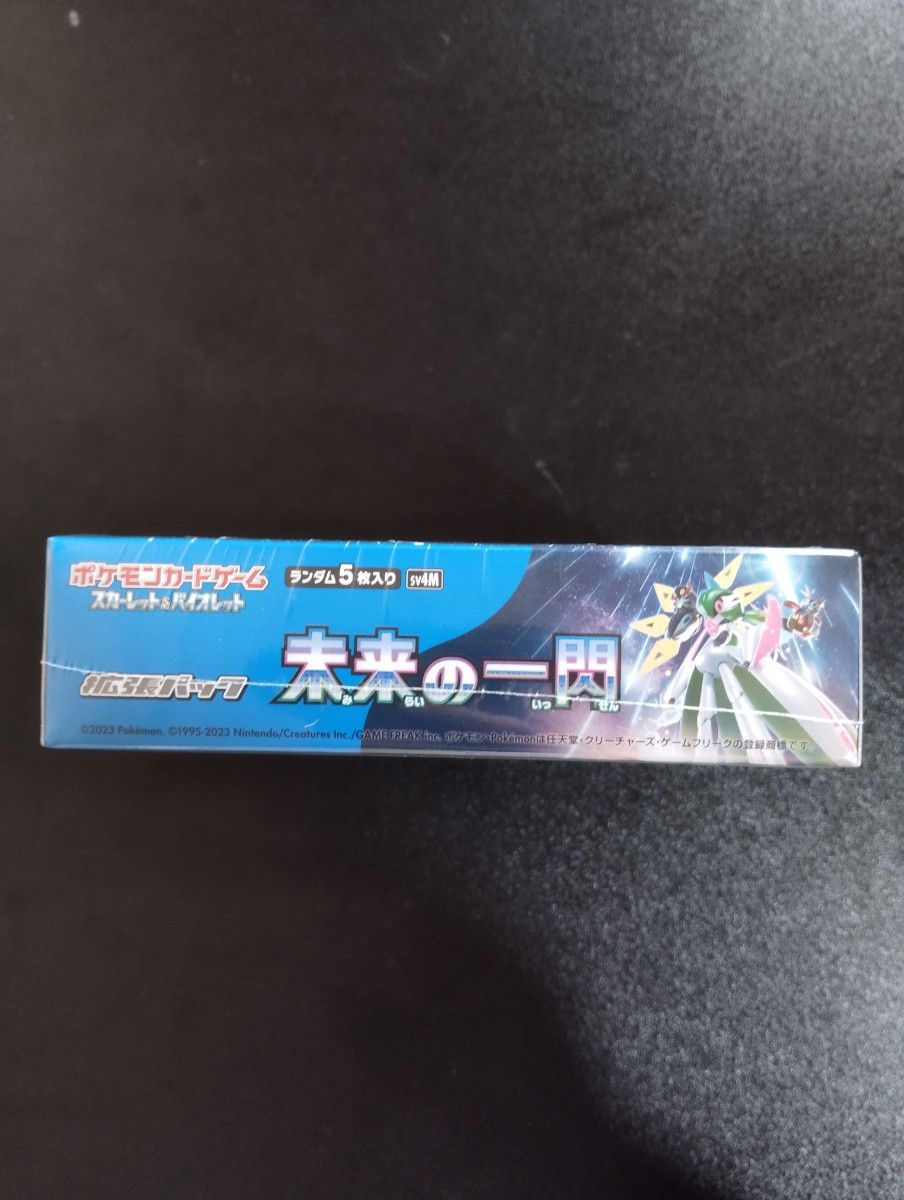 ポケモンカードゲーム
スカーレット&バイオレット
ランダム5枚入り sv4M
拡張パック
未来の一閃
み らい いっ せん
©2023 Pokémon. ©1995-2023 Nintendo/Creatures Inc./GAME FREAK inc. ポケモン・Pokémonは任天堂・クリーチャーズ・ゲームフリークの登録商標です